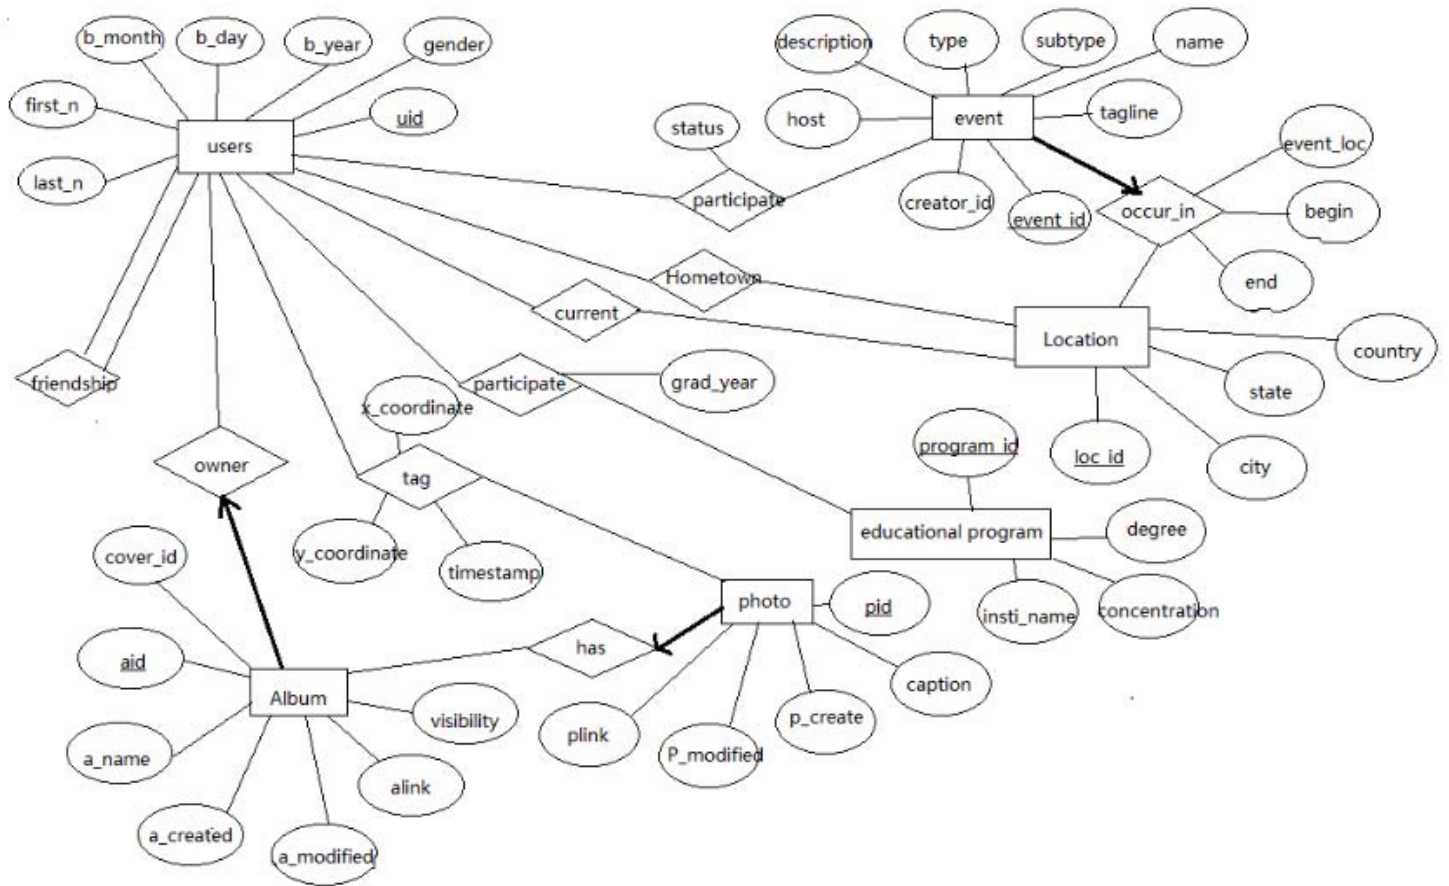 b_month
b_day
b_year
gender
first_n
uid
users
last_n
description
type
subtype
name
status
host
event
tagline
event_loc
participate
creator_id
event_id
occur_in
begin
Hometown
end
current
Location
country
friendship
participate
grad_year
state
x_coordinate
program_id
loc_id
city
owner
tag
educational program
degree
cover_id
y_coordinate
timestamp
photo
pid
insti_name
concentration
aid
has
Album
caption
visibility
plink
p_create
a_name
P_modified
alink
a_created
a_modified